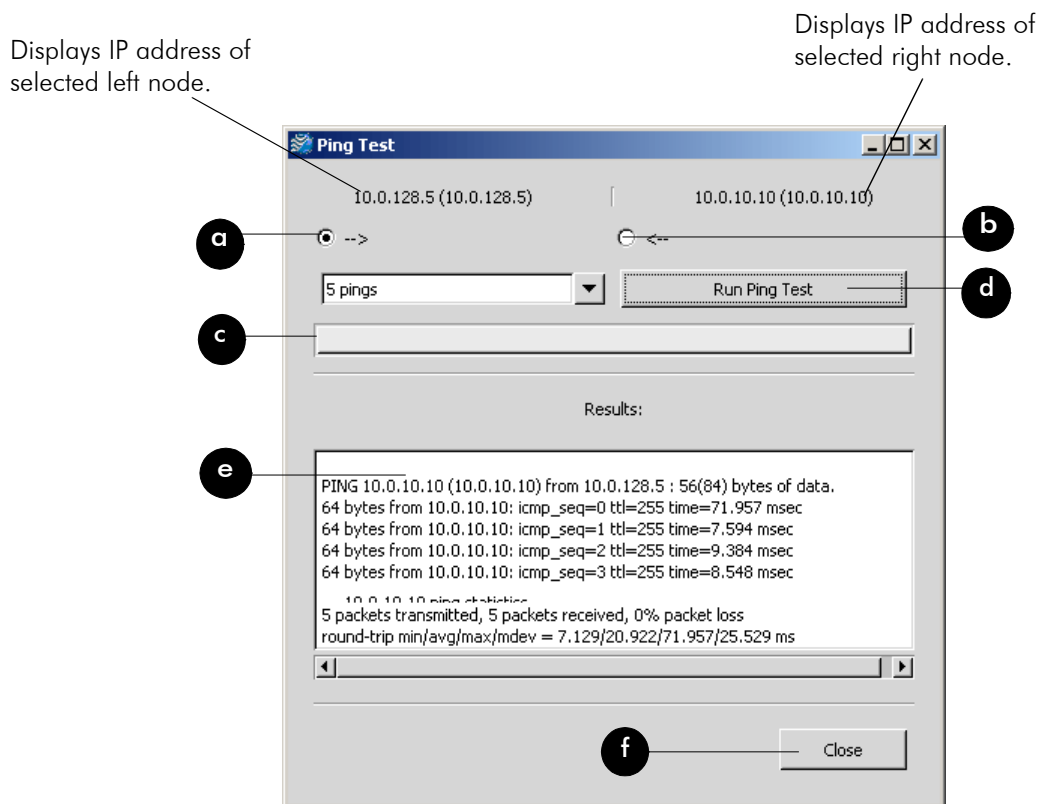 Displays IP address of
selected left node.
Displays IP address of
selected right node.
Ping Test
10.0.128.5 (10.0.128.5)
10.0.10.10 (10.0.10.10)
a
-->
b
<--
5 pings
Run Ping Test
d
c
Results:
e
PING 10.0.10.10 (10.0.10.10) from 10.0.128.5 : 56(84) bytes of data.
64 bytes from 10.0.10.10: icmp_seq=0 ttl=255 time=71.957 msec
64 bytes from 10.0.10.10: icmp_seq=1 ttl=255 time=7.594 msec
64 bytes from 10.0.10.10: icmp_seq=2 ttl=255 time=9.384 msec
64 bytes from 10.0.10.10: icmp_seq=3 ttl=255 time=8.548 msec
10.0.10.10 ping statistics
5 packets transmitted, 5 packets received, 0% packet loss
round-trip min/avg/max/mdev = 7.129/20.922/71.957/25.529 ms
f
Close